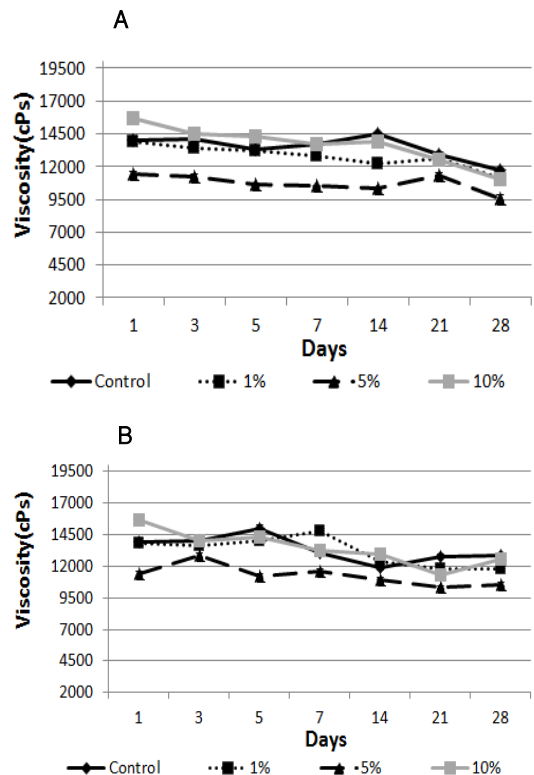 A
19500
17000
14500
12000
9500
7000
4500
2000
Viscosity(cPs)
1 3 5 7 14 21 28
Days
Control 1% •5% 10%
B
19500
17000
14500
12000
9500
7000
4500
2000
Viscosity(cPs)
1 3 5 7 14 21 28
Days
Control 1% •5% 10%